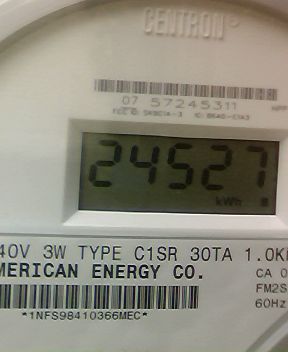 CENTRON®
07 57245311
24527
kWh
40V 3W TYPE C1SR 30TA 1.0K
MERICAN ENERGY CO.
CA 0
FM2S
60Hz
*1NFS98410366MEC*